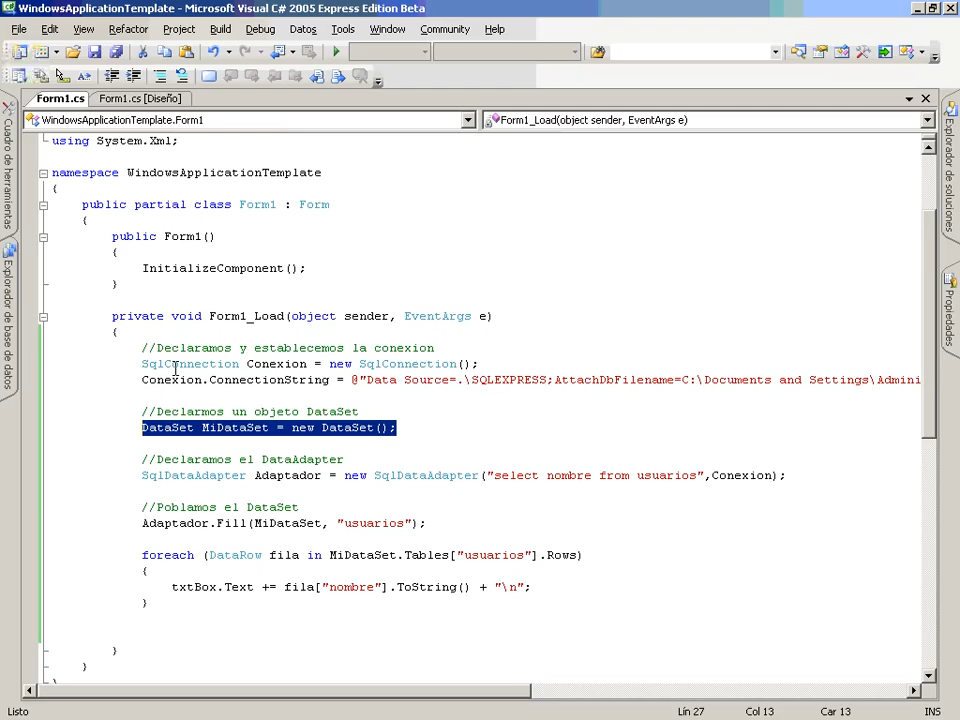 WindowsApplicationTemplate - Microsoft Visual C# 2005 Express Edition Beta
File Edit View Refactor Project Build Debug Datos Tools Window Community Help
Form1.cs Form1.cs [Diseño]
WindowsApplicationTemplate.Form1 Form1_Load(object sender, EventArgs e)
Cuadro de herramientas
Explorador de base de datos
Explorador de soluciones
Propiedades
using System.Xml;
namespace WindowsApplicationTemplate
{
public partial class Form1 : Form
{
public Form1()
{
InitializeComponent();
}
private void Form1_Load(object sender, EventArgs e)
{
//Declaramos y establecemos la conexion
SqlConnection Conexion = new SqlConnection();
Conexion.ConnectionString = @"Data Source=.\SQLEXPRESS;AttachDbFilename=C:\Documents and Settings\Admini
//Declarmos un objeto DataSet
DataSet MiDataSet = new DataSet();
//Declaramos el DataAdapter
SqlDataAdapter Adaptador = new SqlDataAdapter("select nombre from usuarios",Conexion);
//Poblamos el DataSet
Adaptador.Fill(MiDataSet, "usuarios");
foreach (DataRow fila in MiDataSet.Tables["usuarios"].Rows)
{
txtBox.Text += fila["nombre"].ToString() + "\n";
}
}
}
Listo Lín 27 Col 13 Car 13 INS